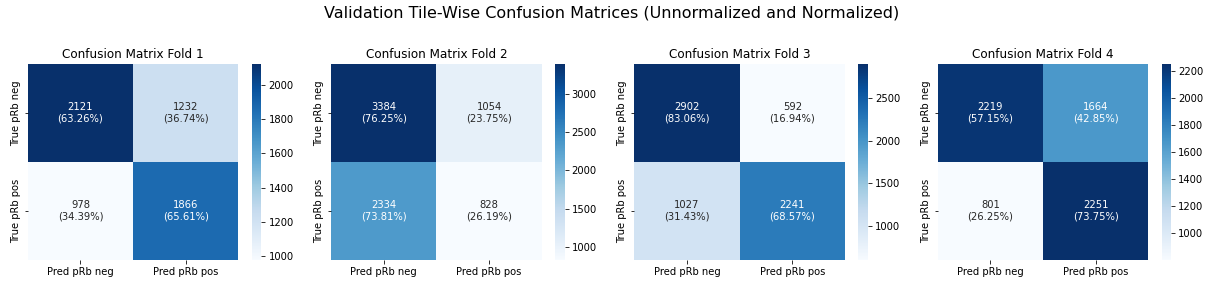 Validation Tile-Wise Confusion Matrices (Unnormalized and Normalized)
Confusion Matrix Fold 1
True pRb neg
True pRb pos
2121
(63.26%)
1232
(36.74%)
978
(34.39%)
1866
(65.61%)
Pred pRb neg
Pred pRb pos
2000
1800
1600
1400
1200
1000
Confusion Matrix Fold 2
True pRb neg
True pRb pos
3384
(76.25%)
1054
(23.75%)
2334
(73.81%)
828
(26.19%)
Pred pRb neg
Pred pRb pos
3000
2500
2000
1500
1000
Confusion Matrix Fold 3
True pRb neg
True pRb pos
2902
(83.06%)
592
(16.94%)
1027
(31.43%)
2241
(68.57%)
Pred pRb neg
Pred pRb pos
2500
2000
1500
1000
Confusion Matrix Fold 4
True pRb neg
True pRb pos
2219
(57.15%)
1664
(42.85%)
801
(26.25%)
2251
(73.75%)
Pred pRb neg
Pred pRb pos
2200
2000
1800
1600
1400
1200
1000